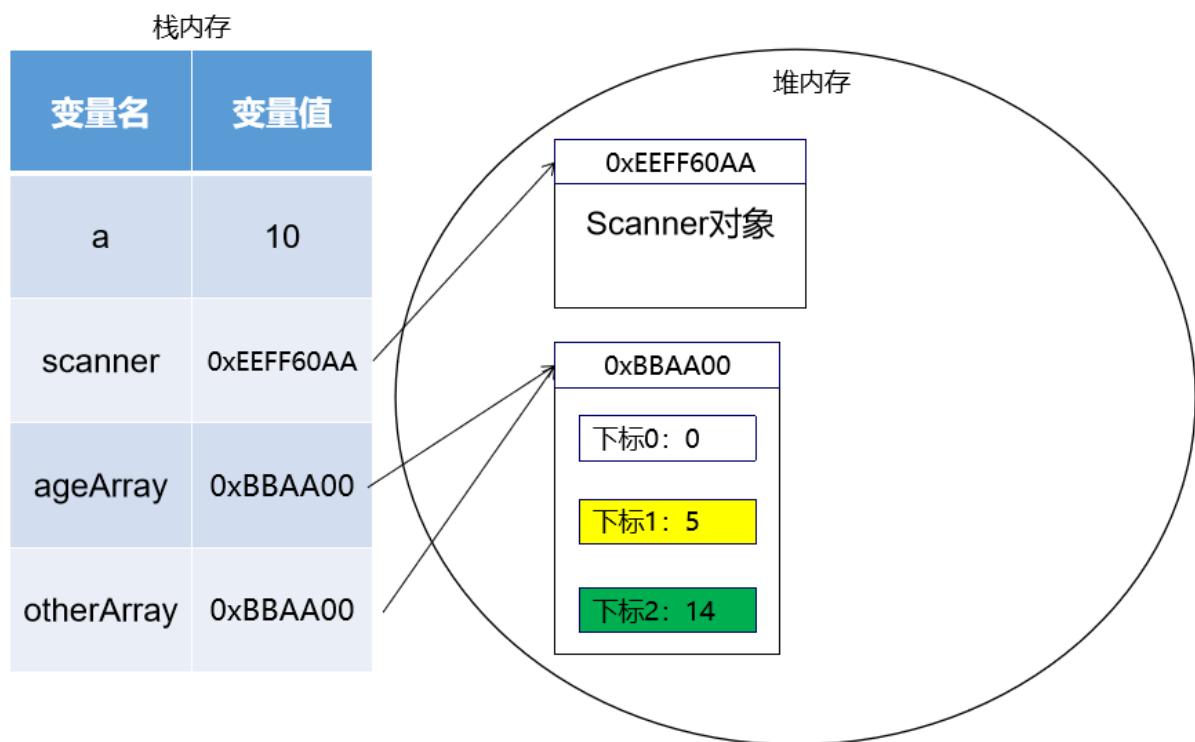 栈内存
变量名 变量值
a 10
scanner 0xEEFF60AA
ageArray 0xBBAA00
otherArray 0xBBAA00
堆内存
0xEEFF60AA
Scanner对象
0xBBAA00
下标0：0
下标1：5
下标2：14